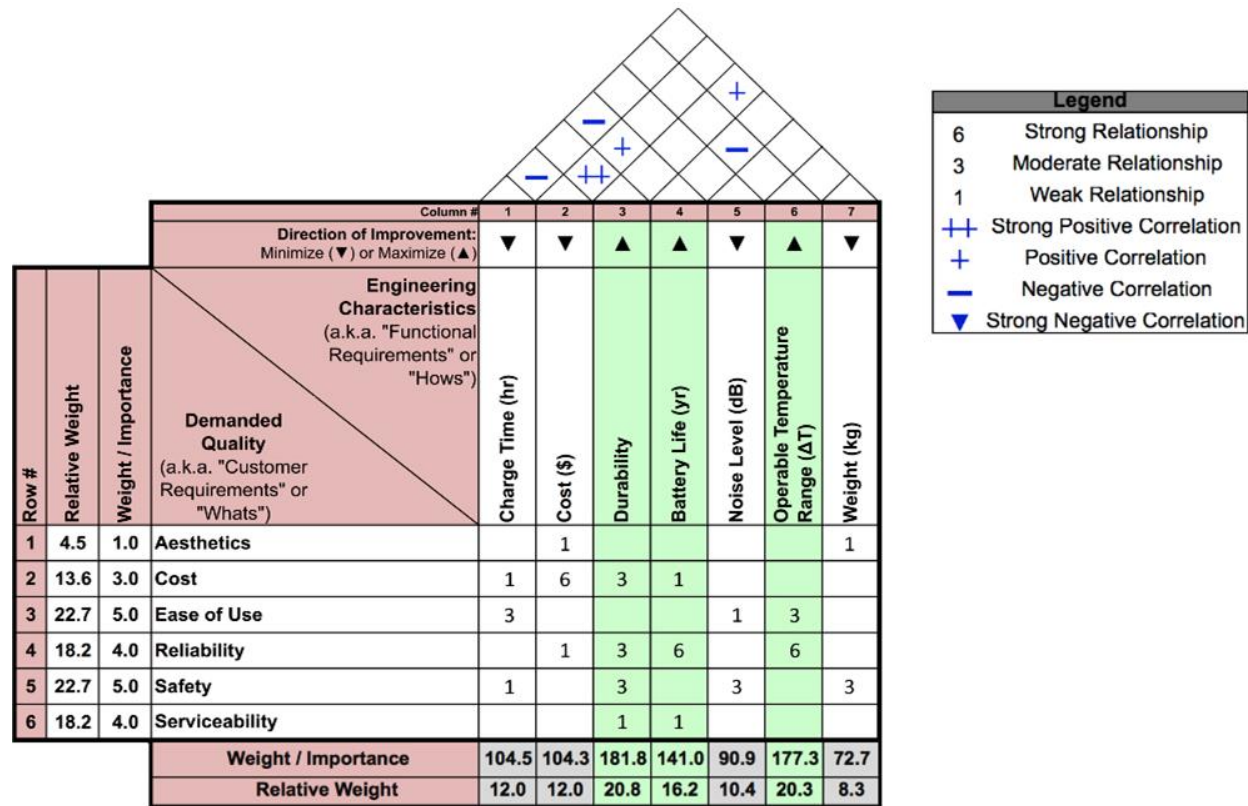 +
− −
+
− ++
Column # 1 2 3 4 5 6 7
Direction of Improvement:
Minimize (▼) or Maximize (▲)
▼ ▼ ▲ ▲ ▼ ▲ ▼
Row #
Relative Weight
Weight / Importance
Engineering
Characteristics
(a.k.a. "Functional
Requirements" or
"Hows")
Demanded
Quality
(a.k.a. "Customer
Requirements" or
"Whats")
Charge Time (hr)
Cost ($)
Durability
Battery Life (yr)
Noise Level (dB)
Operable Temperature
Range (ΔT)
Weight (kg)
1 4.5 1.0 Aesthetics 1 1
2 13.6 3.0 Cost 1 6 3 1
3 22.7 5.0 Ease of Use 3 1 3
4 18.2 4.0 Reliability 1 3 6 6
5 22.7 5.0 Safety 1 3 3 3
6 18.2 4.0 Serviceability 1 1
Weight / Importance 104.5 104.3 181.8 141.0 90.9 177.3 72.7
Relative Weight 12.0 12.0 20.8 16.2 10.4 20.3 8.3
Legend
6 Strong Relationship
3 Moderate Relationship
1 Weak Relationship
++ Strong Positive Correlation
+ Positive Correlation
− Negative Correlation
▼ Strong Negative Correlation